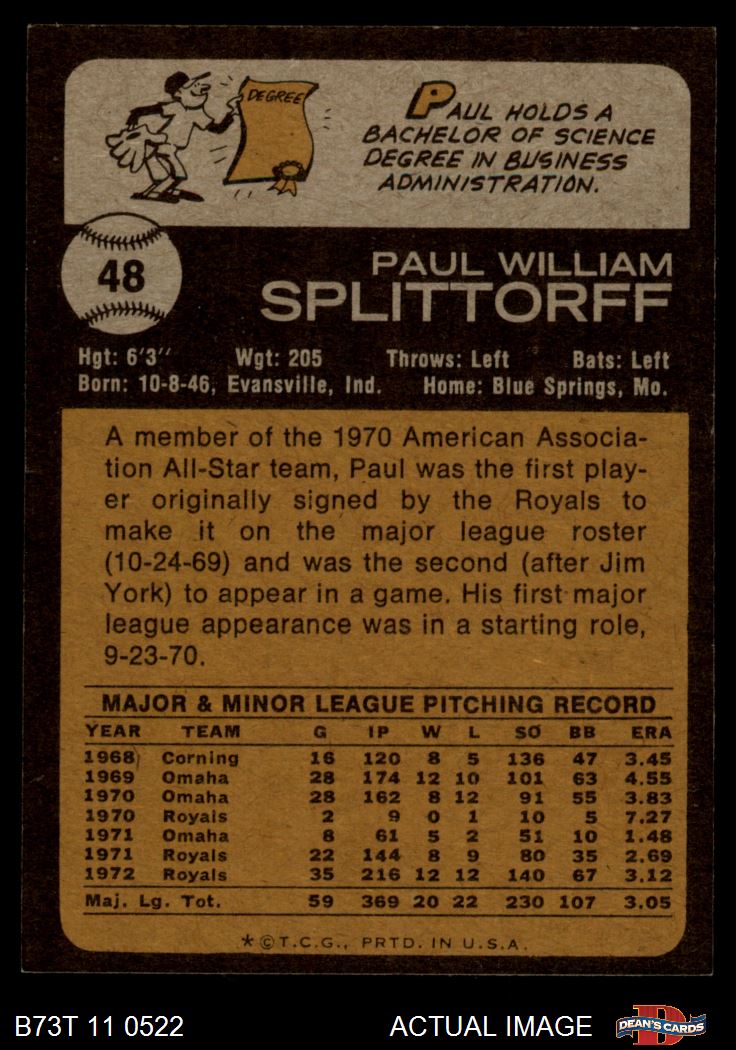 DEGREE
PAUL HOLDS A
BACHELOR OF SCIENCE
DEGREE IN BUSINESS
ADMINISTRATION.
48
PAUL WILLIAM
SPLITTORFF
Hgt: 6'3" Wgt: 205 Throws: Left Bats: Left
Born: 10-8-46, Evansville, Ind. Home: Blue Springs, Mo.
A member of the 1970 American Associa-
tion All-Star team, Paul was the first play-
er originally signed by the Royals to
make it on the major league roster
(10-24-69) and was the second (after Jim
York) to appear in a game. His first major
league appearance was in a starting role,
9-23-70.
MAJOR & MINOR LEAGUE PITCHING RECORD
YEAR TEAM G IP W L SO BB ERA
1968 Corning 16 120 8 5 136 47 3.45
1969 Omaha 28 174 12 10 101 63 4.55
1970 Omaha 28 162 8 12 91 55 3.83
1970 Royals 2 9 0 1 10 5 7.27
1971 Omaha 8 61 5 2 51 10 1.48
1971 Royals 22 144 8 9 80 35 2.69
1972 Royals 35 216 12 12 140 67 3.12
Maj. Lg. Tot. 59 369 20 22 230 107 3.05
*©T.C.G., PRTD. IN U.S.A.
B73T 11 0522 ACTUAL IMAGE DEAN'S CARDS